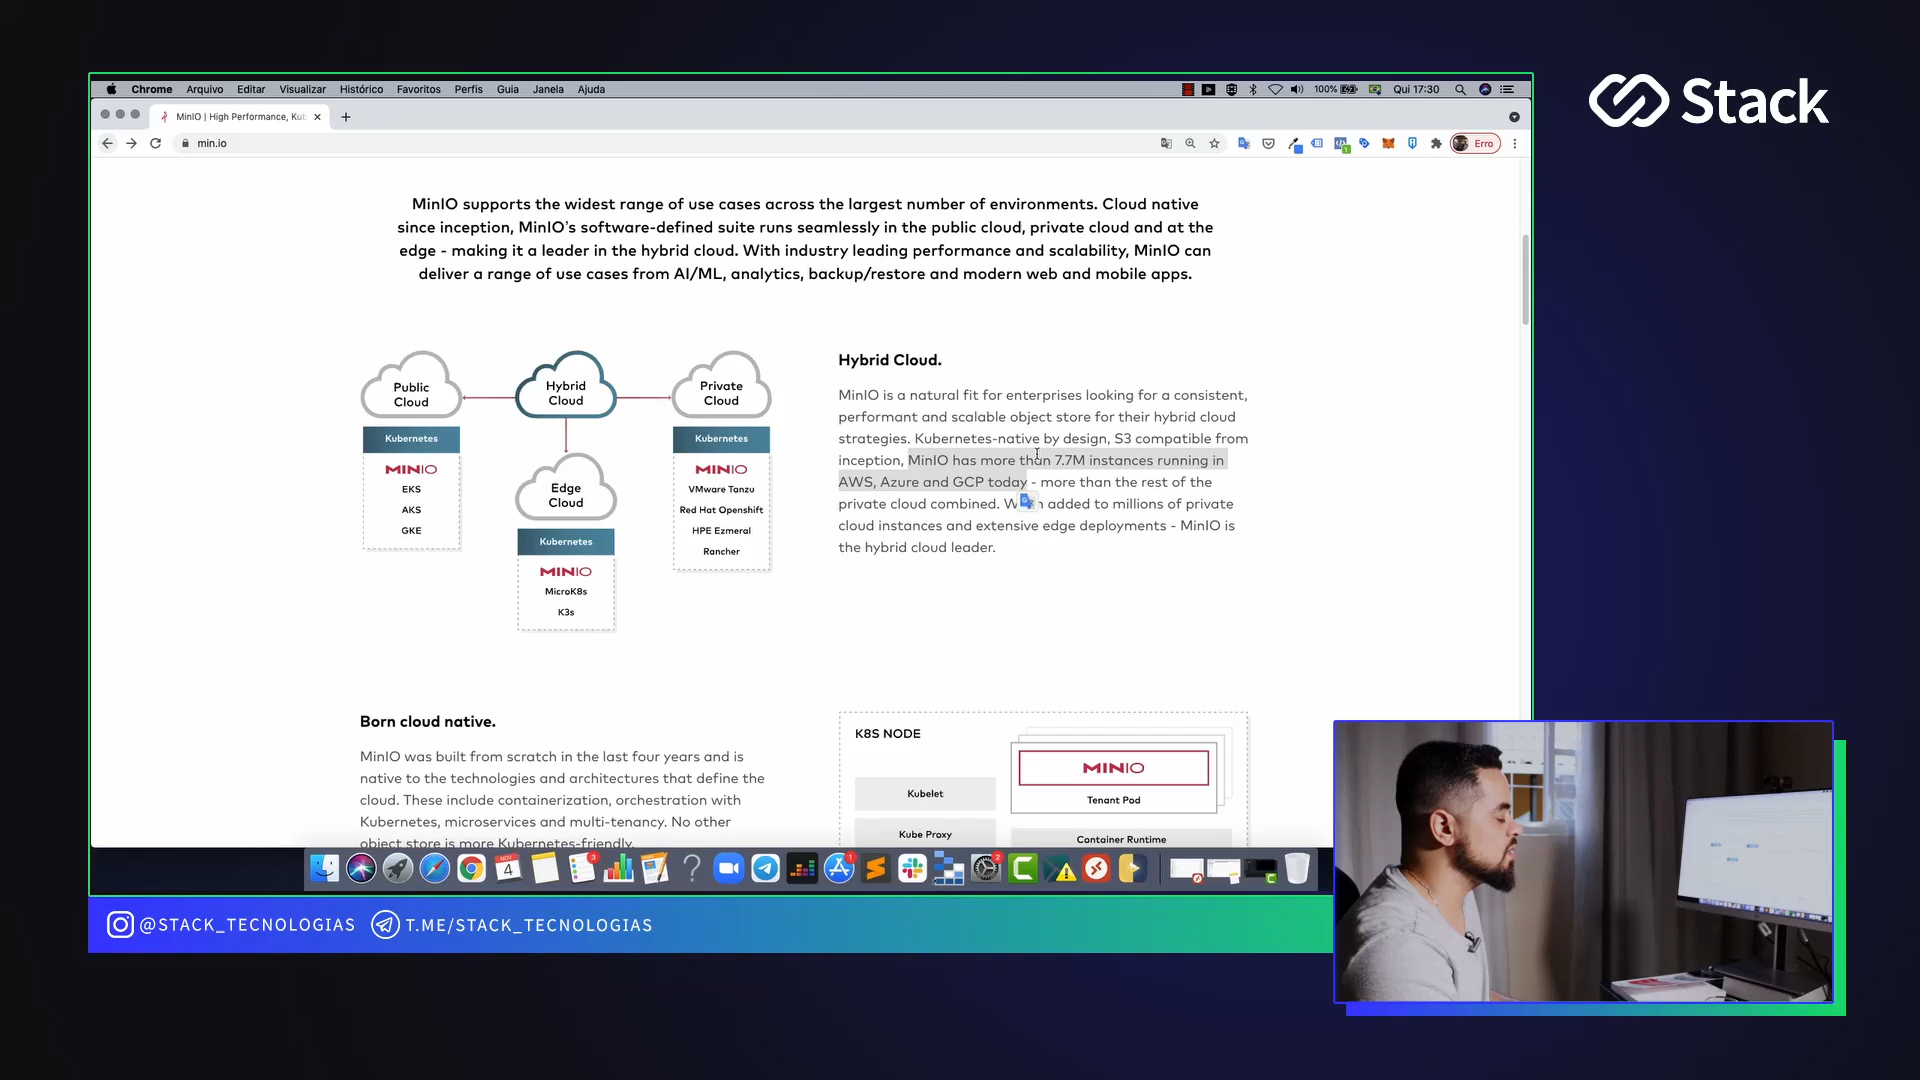 Stack
Chrome Arquivo Editar Visualizar Histórico Favoritos Perfis Guia Janela Ajuda 100% Qui 17:30
MinIO | High Performance, Kub
min.io
Erro
MinIO supports the widest range of use cases across the largest number of environments. Cloud native
since inception, MinIO's software-defined suite runs seamlessly in the public cloud, private cloud and at the
edge - making it a leader in the hybrid cloud. With industry leading performance and scalability, MinIO can
deliver a range of use cases from AI/ML, analytics, backup/restore and modern web and mobile apps.
Public
Cloud
Kubernetes
MINIO
EKS
AKS
GKE
Hybrid
Cloud
Edge
Cloud
Kubernetes
MINIO
MicroK8s
K3s
Private
Cloud
Kubernetes
MINIO
VMware Tanzu
Red Hat Openshift
HPE Ezmeral
Rancher
Hybrid Cloud.
MinIO is a natural fit for enterprises looking for a consistent,
performant and scalable object store for their hybrid cloud
strategies. Kubernetes-native by design, S3 compatible from
inception, MinIO has more than 7.7M instances running in
AWS, Azure and GCP today - more than the rest of the
private cloud combined. W n added to millions of private
cloud instances and extensive edge deployments - MinIO is
the hybrid cloud leader.
Born cloud native.
MinIO was built from scratch in the last four years and is
native to the technologies and architectures that define the
cloud. These include containerization, orchestration with
Kubernetes, microservices and multi-tenancy. No other
object store is more Kubernetes-friendly.
K8S NODE
Kubelet
Kube Proxy
MINIO
Tenant Pod
Container Runtime
NOV
4
3
1
2
@STACK_TECNOLOGIAS T.ME/STACK_TECNOLOGIAS